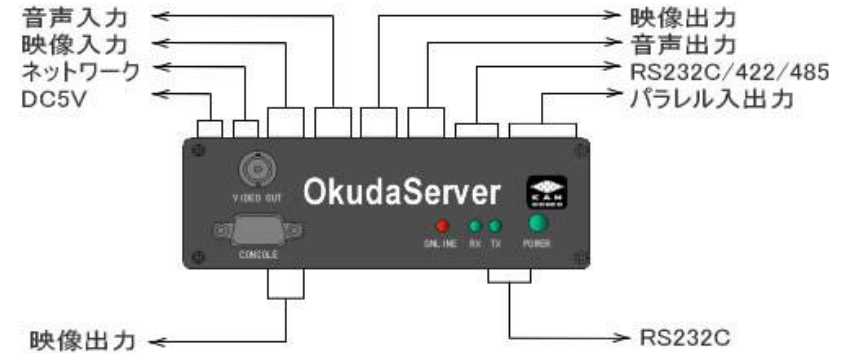 音声入力
映像入力
ネットワーク
DC5V
映像出力
音声出力
RS232C/422/485
パラレル入出力
VIDEO OUT
OkudaServer
KAN
CONSOLE
ONLINE RX TX POWER
映像出力
RS232C